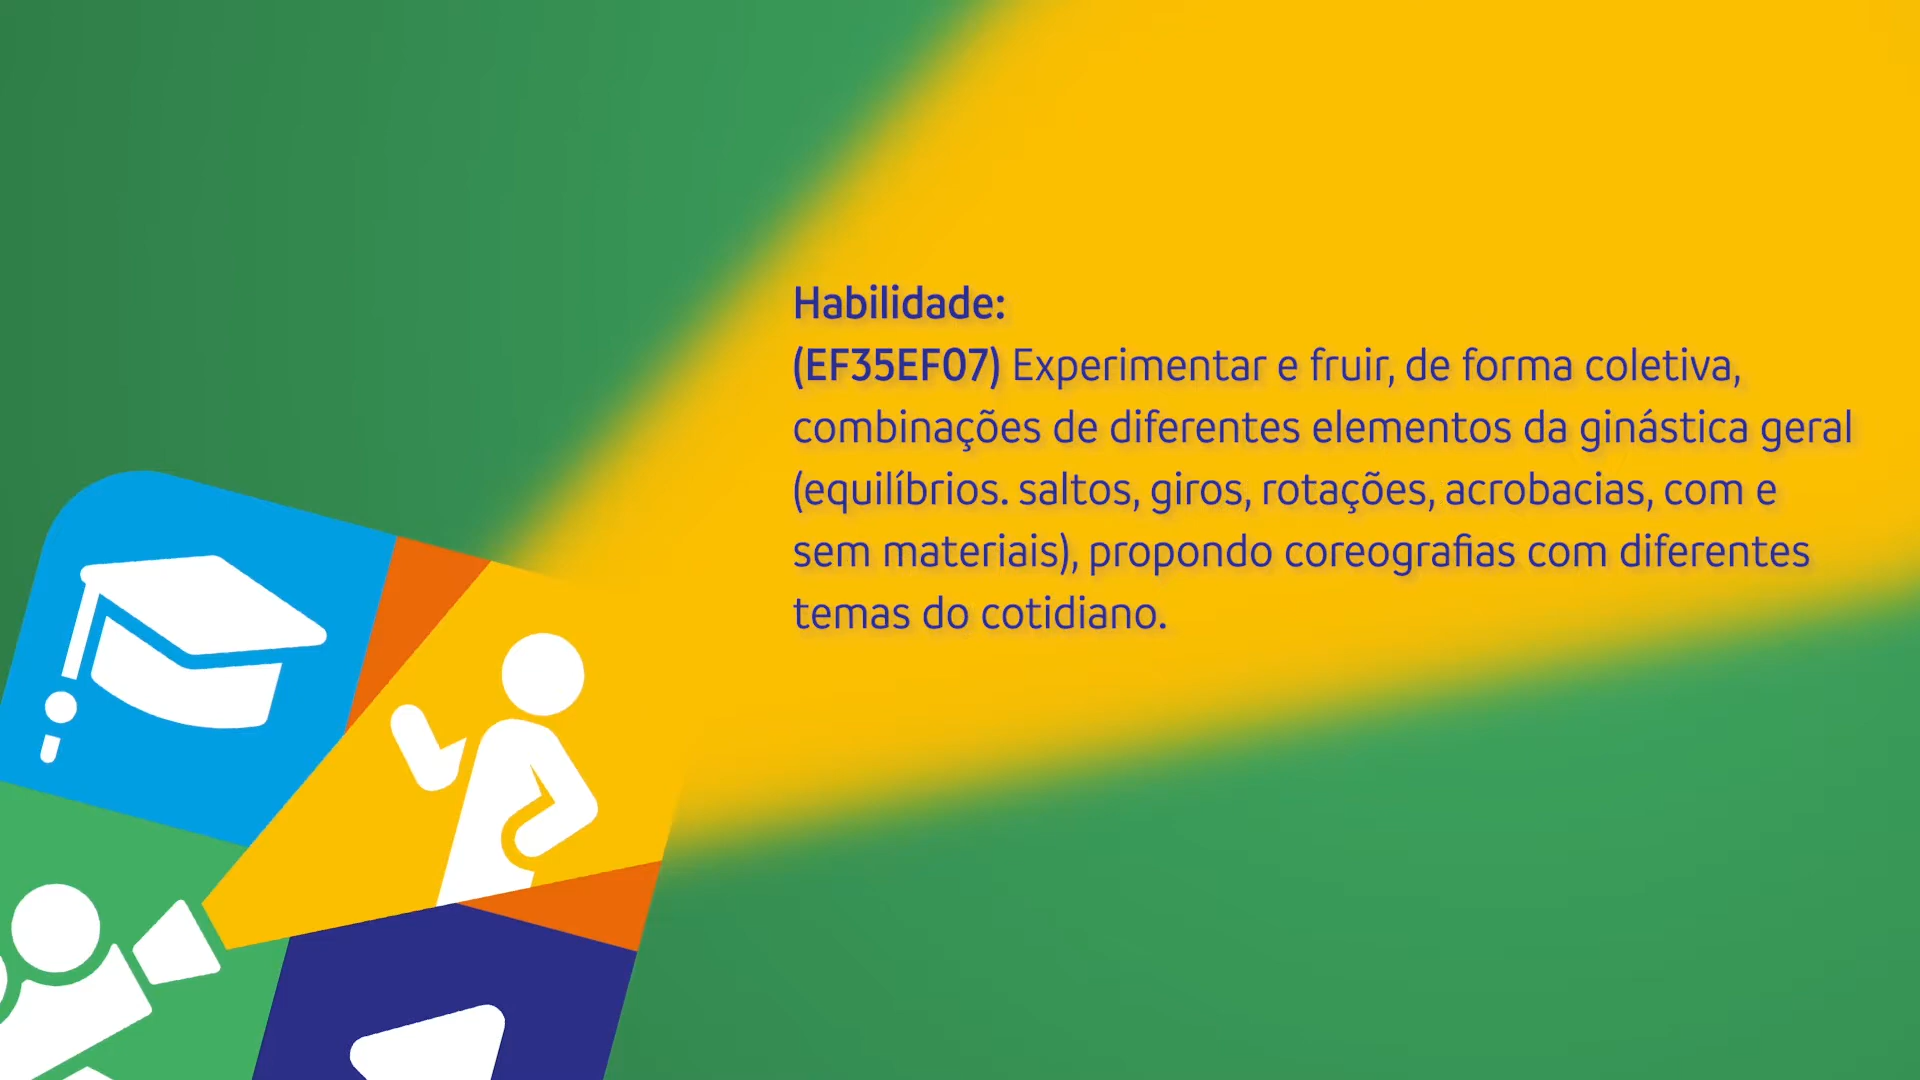 Habilidade:
(EF35EF07) Experimentar e fruir, de forma coletiva,
combinações de diferentes elementos da ginástica geral
(equilíbrios. saltos, giros, rotações, acrobacias, com e
sem materiais), propondo coreografias com diferentes
temas do cotidiano.